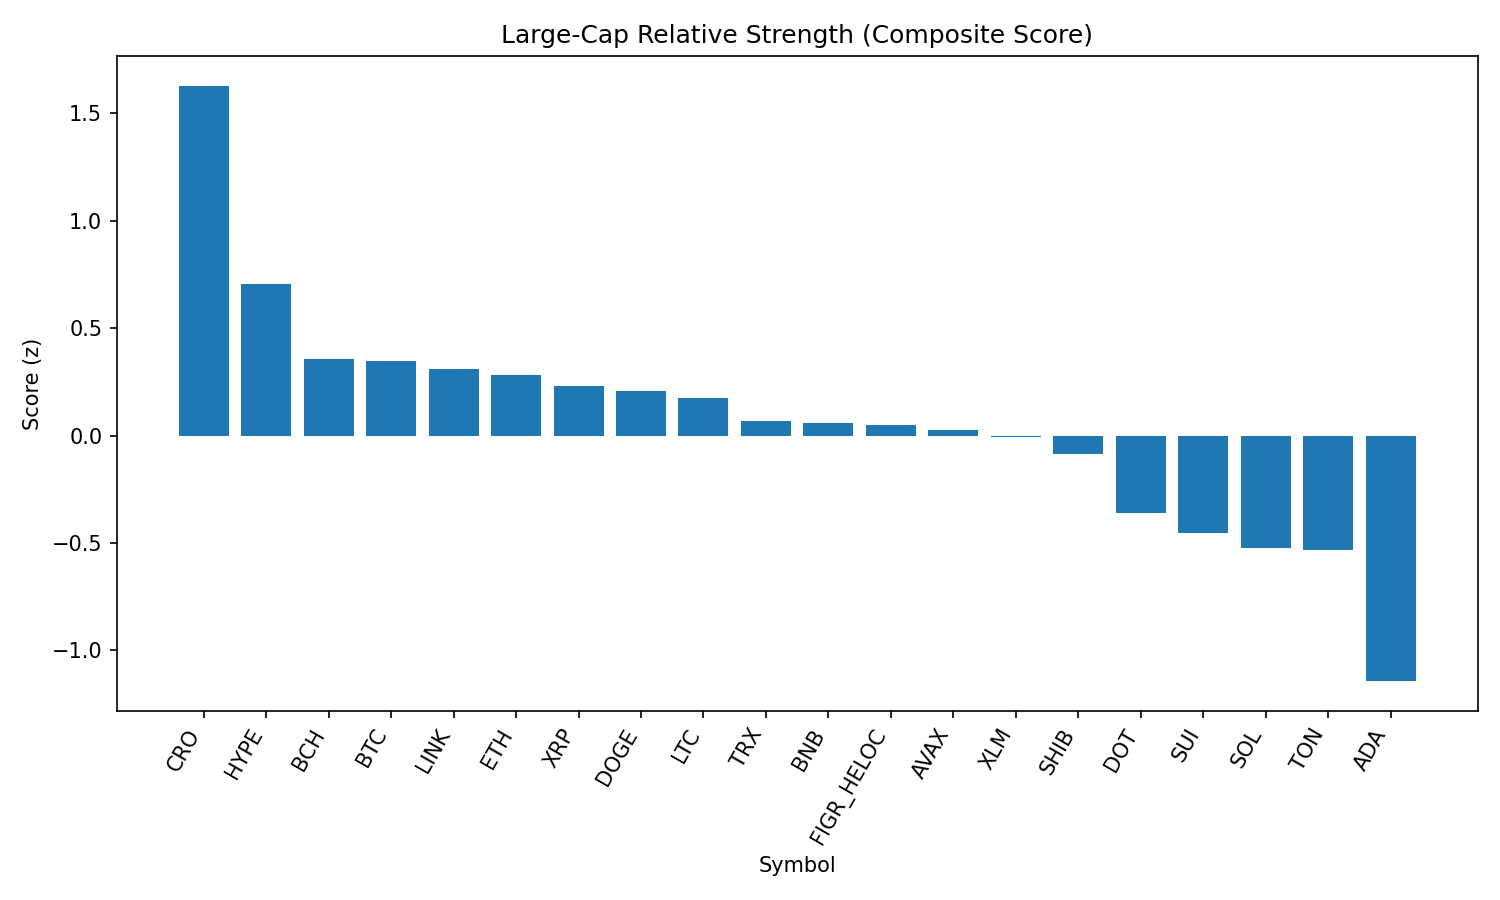 Large-Cap Relative Strength (Composite Score)
Score (z)
1.5
1.0
0.5
0.0
−0.5
−1.0
CRO
HYPE
BCH
BTC
LINK
ETH
XRP
DOGE
LTC
TRX
BNB
FIGR_HELOC
AVAX
XLM
SHIB
DOT
SUI
SOL
TON
ADA
Symbol